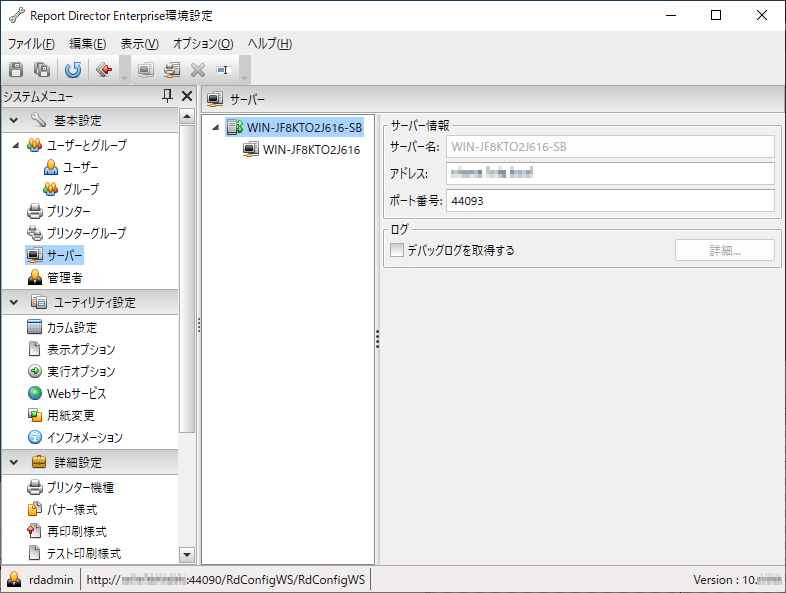 Report Director Enterprise環境設定
ファイル(F) 編集(E) 表示(V) オプション(O) ヘルプ(H)
システムメニュー
基本設定
ユーザーとグループ
ユーザー
グループ
プリンター
プリンターグループ
サーバー
管理者
ユーティリティ設定
カラム設定
表示オプション
実行オプション
Webサービス
用紙変更
インフォメーション
詳細設定
プリンター機種
バナー様式
再印刷様式
テスト印刷様式
サーバー
WIN-JF8KTO2J616-SB
WIN-JF8KTO2J616
サーバー情報
サーバー名: WIN-JF8KTO2J616-SB
アドレス:
ポート番号: 44093
ログ
デバッグログを取得する 詳細...
rdadmin http:// :44090/RdConfigWS/RdConfigWS Version : 10.